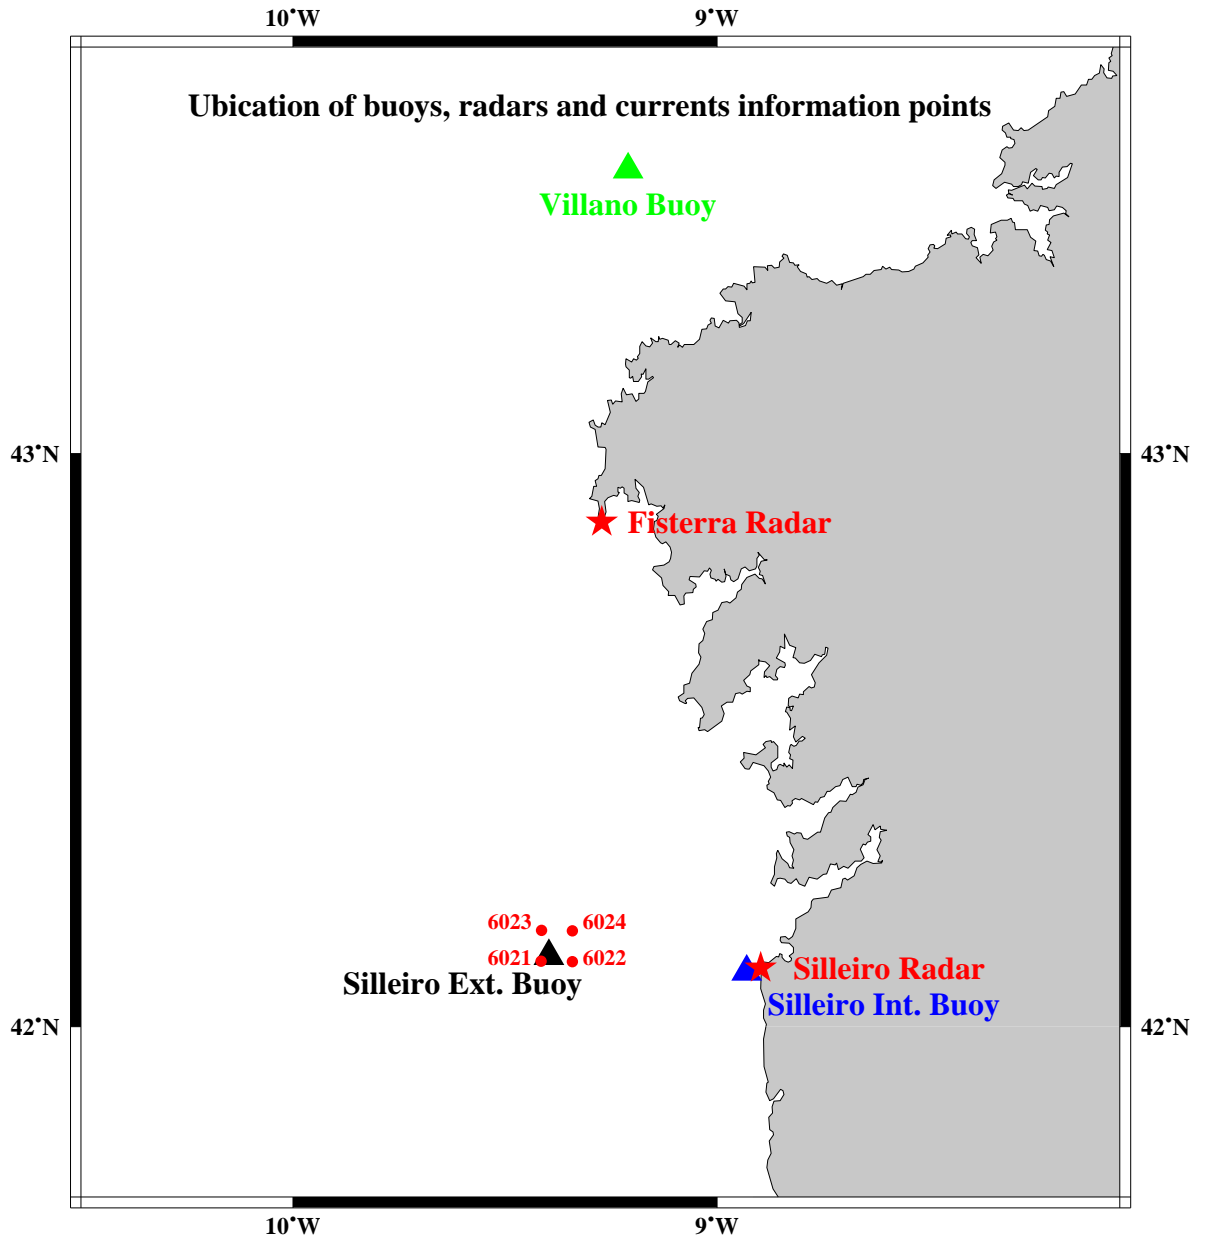 10°W 9°W
Ubication of buoys, radars and currents information points
Villano Buoy
43°N 43°N
Fisterra Radar
6023 6024
6021 6022
Silleiro Ext. Buoy
Silleiro Radar
Silleiro Int. Buoy
42°N 42°N
10°W 9°W